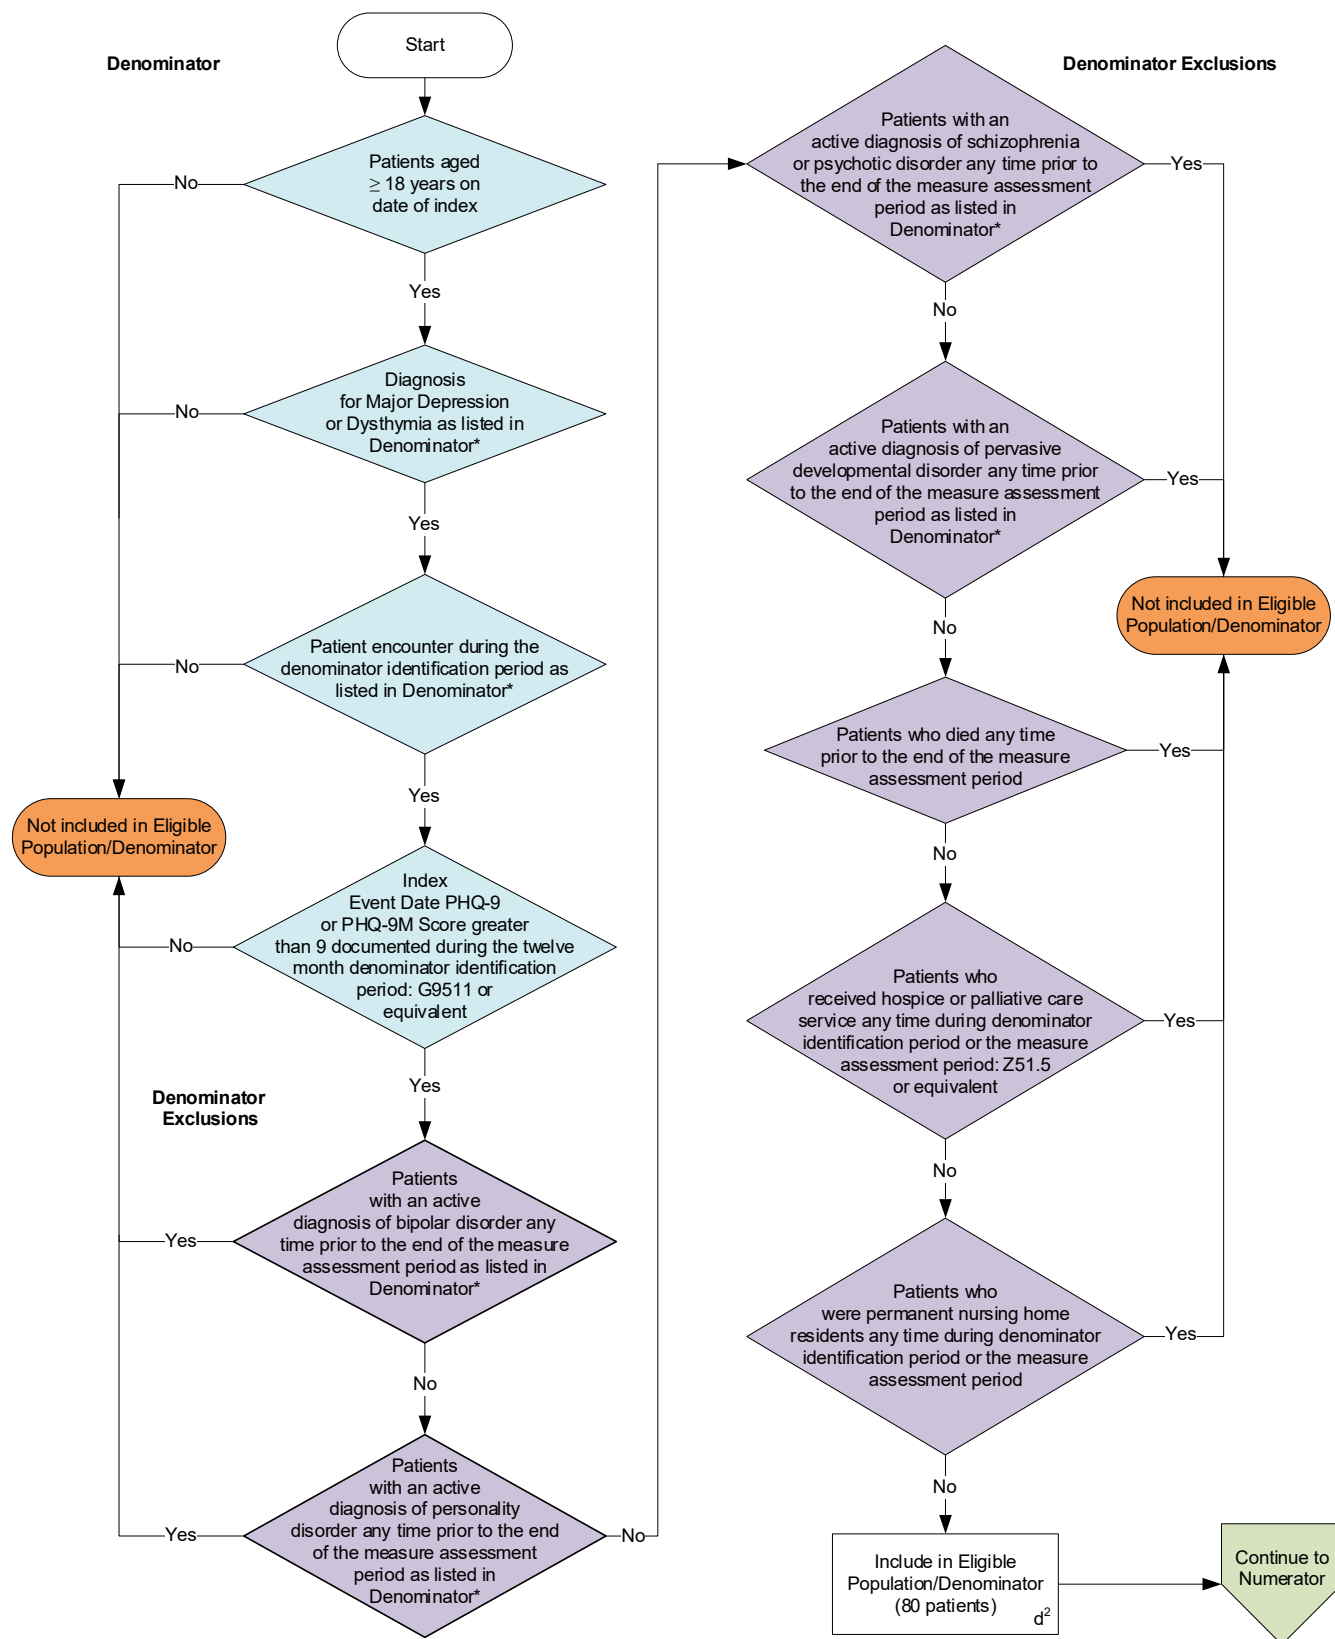 Start
Denominator
Patients aged
≥ 18 years on
date of index
No
Yes
Diagnosis
for Major Depression
or Dysthymia as listed in
Denominator*
No
Yes
Patient encounter during the
denominator identification period as
listed in Denominator*
No
Yes
Not included in Eligible
Population/Denominator
Index
Event Date PHQ-9
or PHQ-9M Score greater
than 9 documented during the twelve
month denominator identification
period: G9511 or
equivalent
No
Yes
Denominator
Exclusions
Patients
with an active
diagnosis of bipolar disorder any
time prior to the end of the measure
assessment period as listed in
Denominator*
Yes
No
Patients
with an active
diagnosis of personality
disorder any time prior to the end
of the measure assessment
period as listed in
Denominator*
Yes
No
Denominator Exclusions
Patients with an
active diagnosis of schizophrenia
or psychotic disorder any time prior to
the end of the measure assessment
period as listed in
Denominator*
Yes
No
Patients with an
active diagnosis of pervasive
developmental disorder any time prior
to the end of the measure assessment
period as listed in
Denominator*
Yes
No
Not included in Eligible
Population/Denominator
Patients who died any time
prior to the end of the measure
assessment period
Yes
No
Patients who
received hospice or palliative care
service any time during denominator
identification period or the measure
assessment period: Z51.5
or equivalent
Yes
No
Patients who
were permanent nursing home
residents any time during denominator
identification period or the measure
assessment period
Yes
No
Include in Eligible
Population/Denominator
(80 patients)
d²
Continue to
Numerator